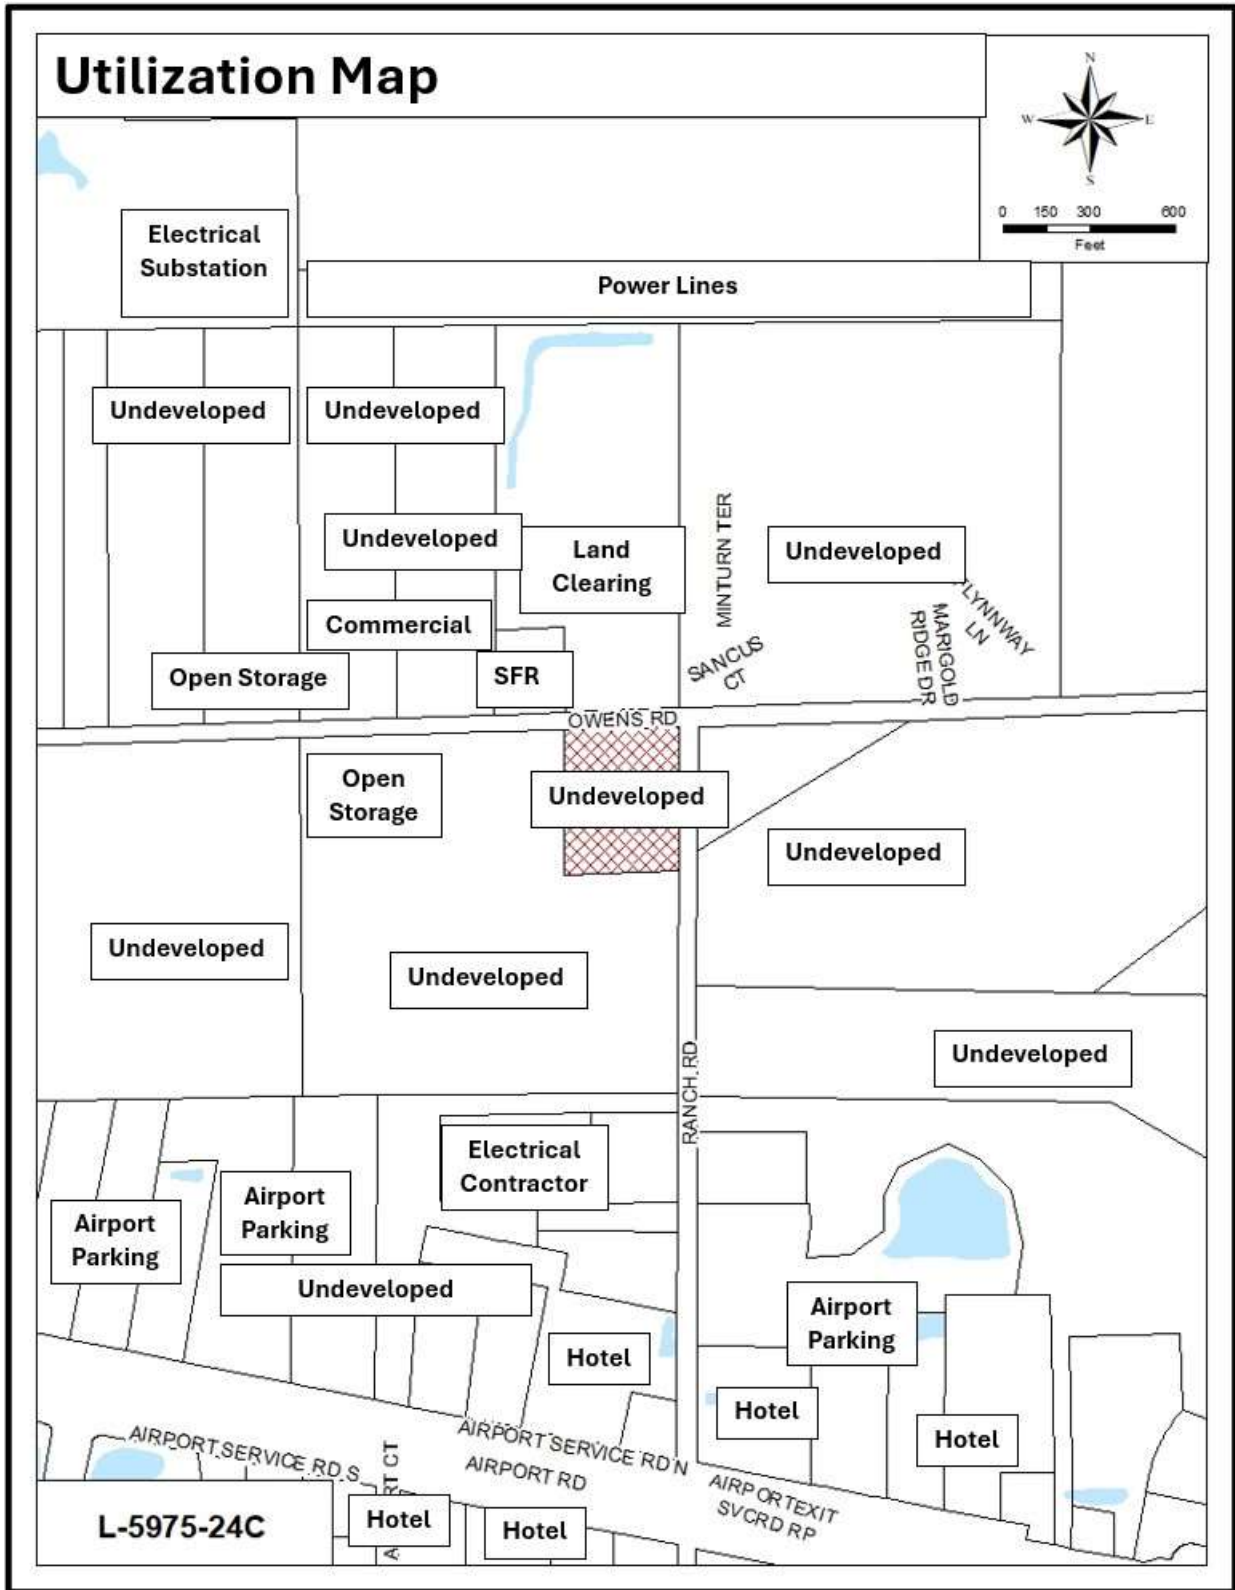 Utilization Map
N
W E
S
0 150 300 600
Feet
Electrical
Substation
Power Lines
Undeveloped
Undeveloped
Undeveloped
Land
Clearing
MINTURN TER
Undeveloped
FLYNNWAY
LN
MARIGOLD
RIDGE DR
Commercial
SANCUS
CT
Open Storage
SFR
OWENS RD
Open
Storage
Undeveloped
Undeveloped
Undeveloped
Undeveloped
RANCH RD
Undeveloped
Electrical
Contractor
Airport
Parking
Airport
Parking
Undeveloped
Airport
Parking
Hotel
Hotel
Hotel
AIRPORT SERVICE RD S
AIRPORT SERVICE RD N
AIRPORT RD
AIRPORT EXIT
SVCRD RP
L-5975-24C
Hotel
Hotel